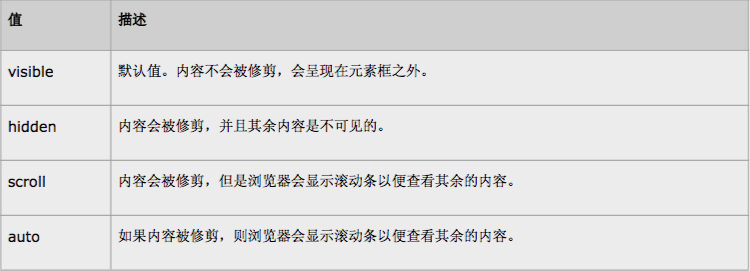 值 描述
visible 默认值。内容不会被修剪，会呈现在元素框之外。
hidden 内容会被修剪，并且其余内容是不可见的。
scroll 内容会被修剪，但是浏览器会显示滚动条以便查看其余的内容。
auto 如果内容被修剪，则浏览器会显示滚动条以便查看其余的内容。